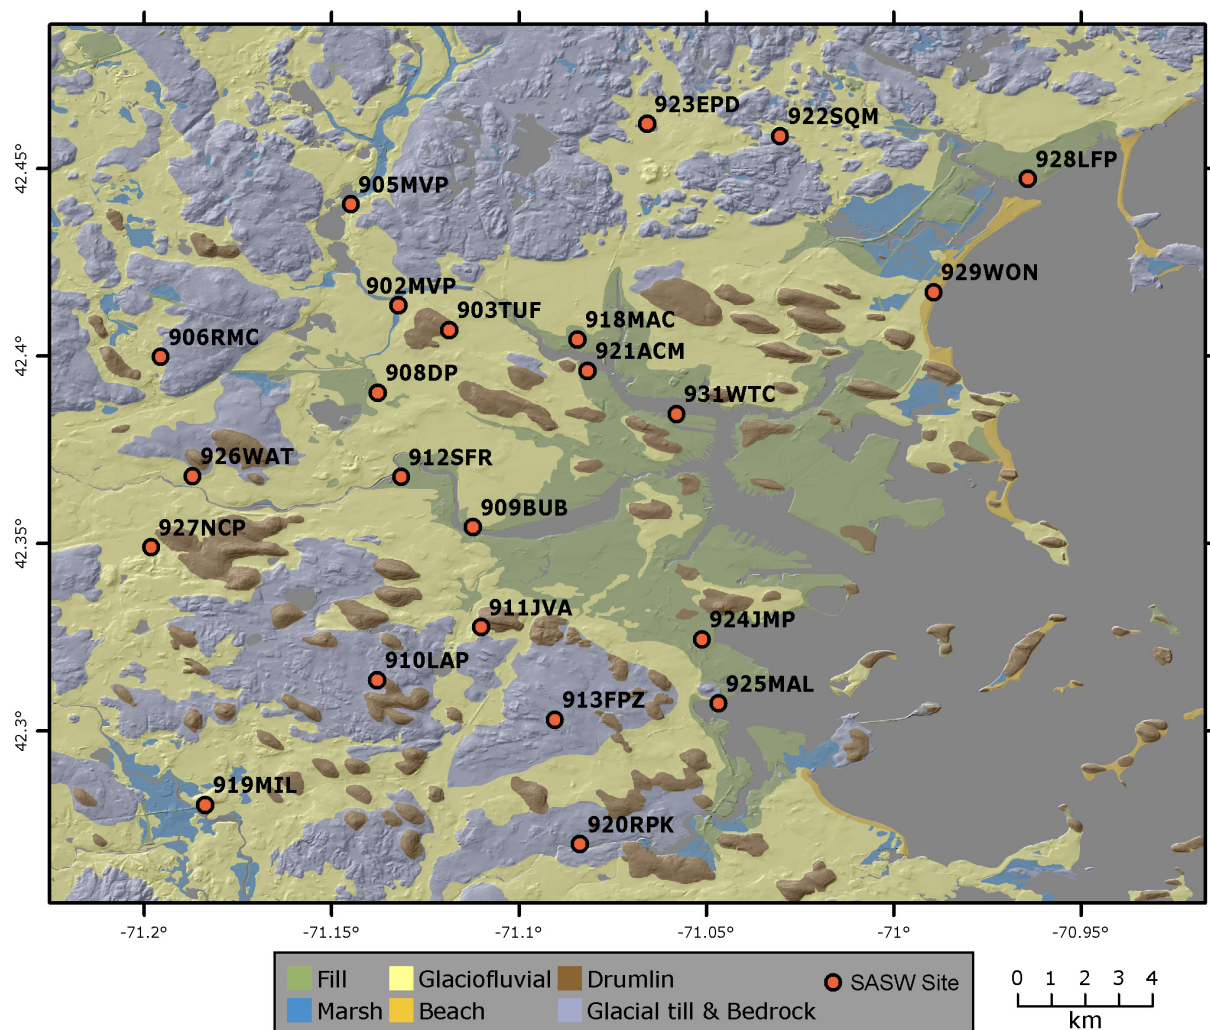 923EPD
922SQM
42.45°
928LFP
905MVP
929WON
902MVP
903TUF
918MAC
906RMC
42.4°
921ACM
908DP
931WTC
926WAT
912SFR
909BUB
927NCP
42.35°
911JVA
924JMP
910LAP
925MAL
913FPZ
42.3°
919MIL
920RPK
-71.2° -71.15° -71.1° -71.05° -71° -70.95°
Fill Glaciofluvial Drumlin SASW Site
Marsh Beach Glacial till & Bedrock
0 1 2 3 4
km